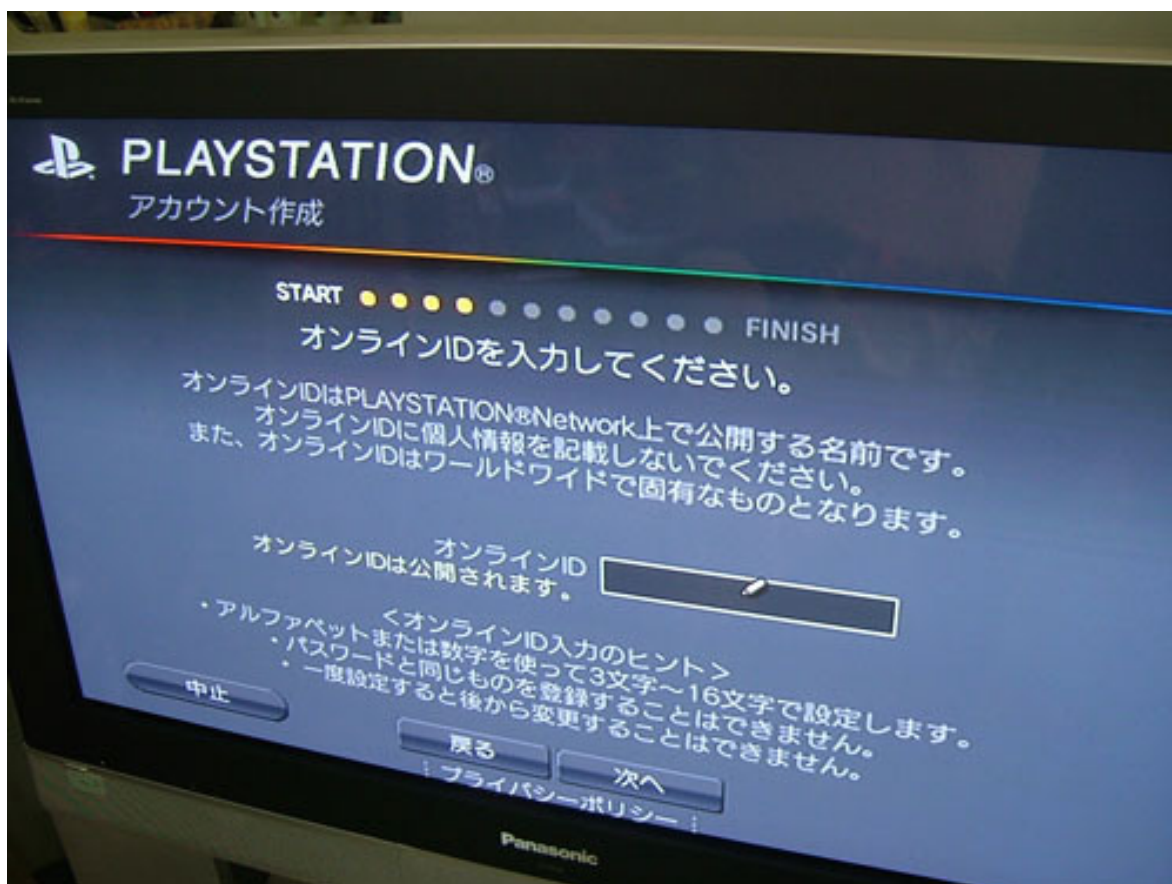 PLAYSTATION®
アカウント作成
START FINISH
オンラインIDを入力してください。
オンラインIDはPLAYSTATION®Network上で公開する名前です。
オンラインIDに個人情報を記載しないでください。
また、オンラインIDはワールドワイドで固有なものとなります。
オンラインID
オンラインIDは公開されます。
<オンラインID入力のヒント>
・アルファベットまたは数字を使って3文字～16文字で設定します。
・パスワードと同じものを登録することはできません。
・一度設定すると後から変更することはできません。
中止
戻る 次へ
プライバシーポリシー
Panasonic